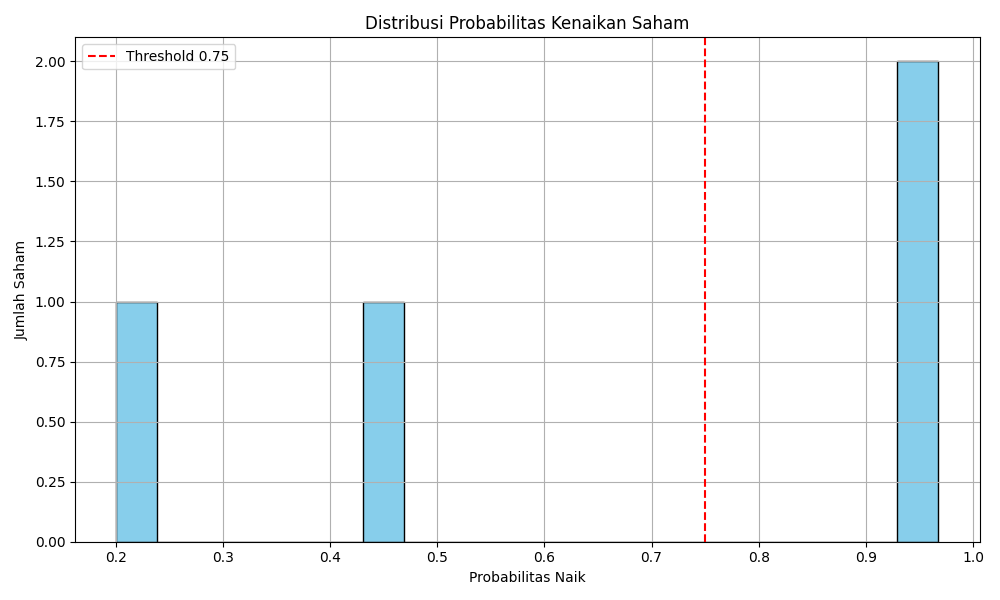 Distribusi Probabilitas Kenaikan Saham
Threshold 0.75
Jumlah Saham
2.00
1.75
1.50
1.25
1.00
0.75
0.50
0.25
0.00
0.2 0.3 0.4 0.5 0.6 0.7 0.8 0.9 1.0
Probabilitas Naik